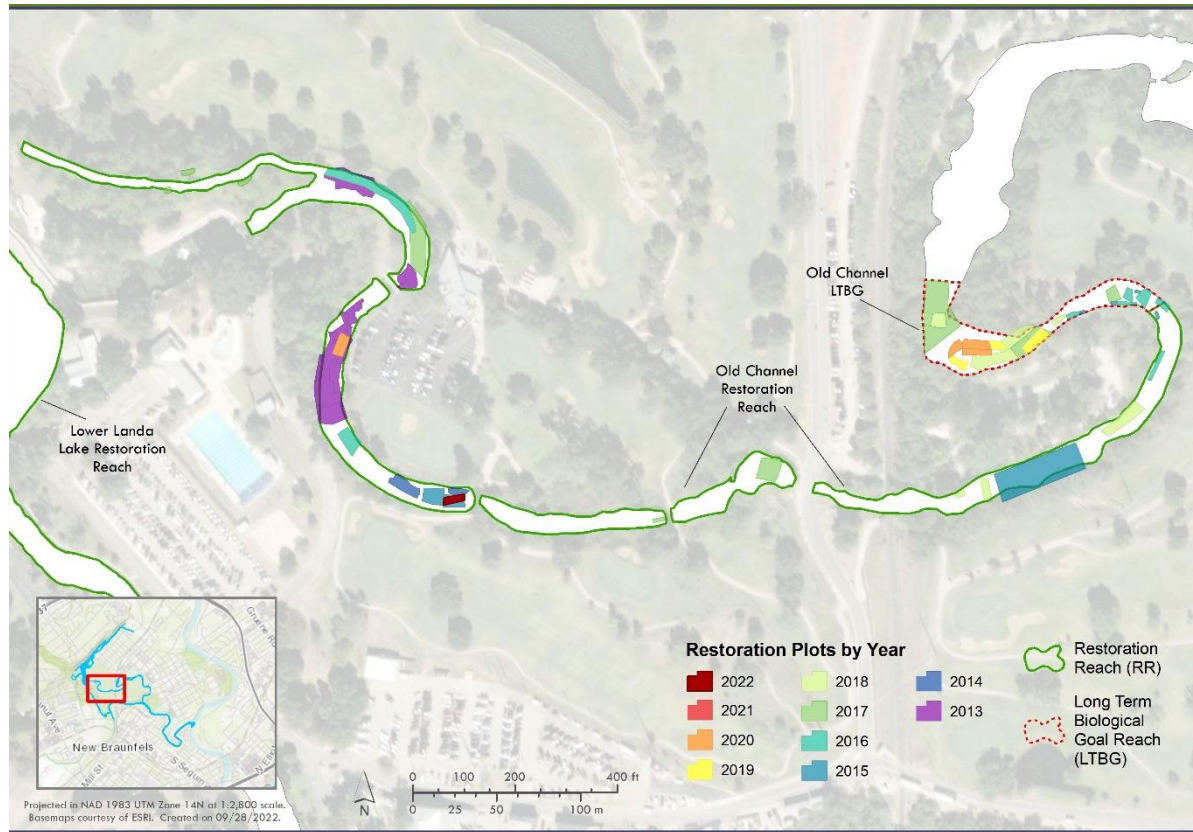 Old Channel
LTBG
Old Channel
Restoration
Reach
Lower Landa
Lake Restoration
Reach
Gruene Rd
New Braunfels
Mill St
S Seguin
Projected in NAD 1983 UTM Zone 14N at 1:2,800 scale.
Basemaps courtesy of ESRI. Created on 09/28/2022.
N
0 100 200 400 ft
0 25 50 100 m
Restoration Plots by Year
2022
2021
2020
2019
2018
2017
2016
2015
2014
2013
Restoration
Reach (RR)
Long Term
Biological
Goal Reach
(LTBG)